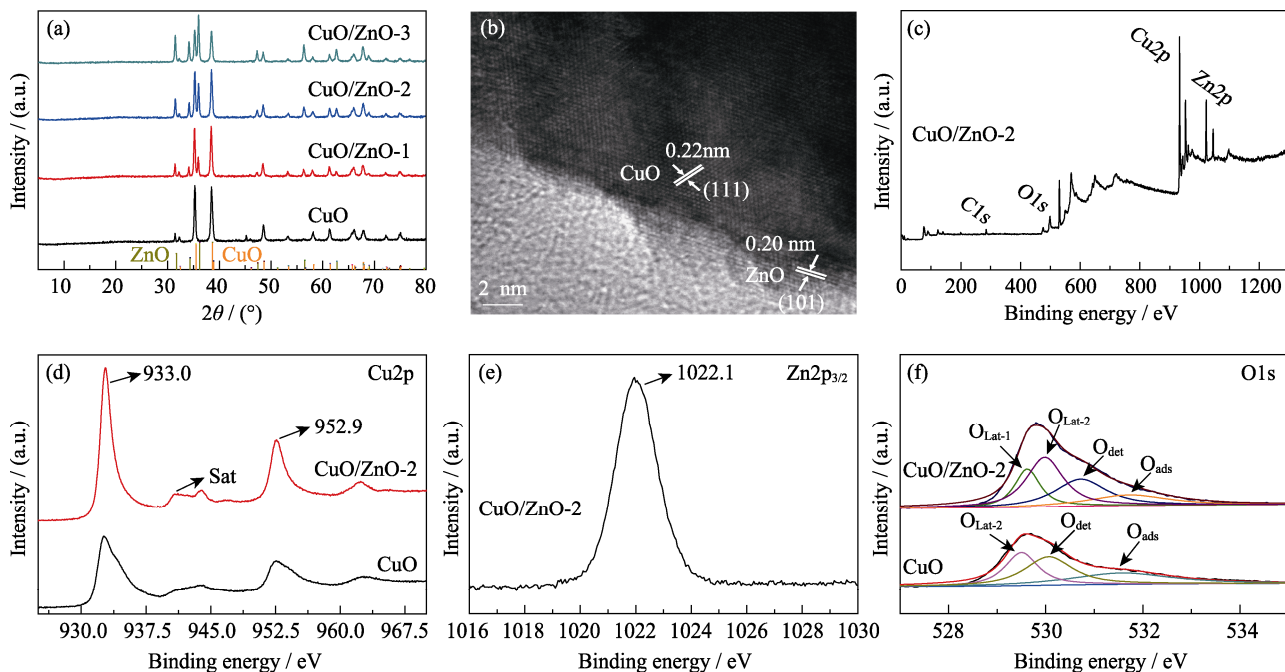 (a)
CuO/ZnO-3
CuO/ZnO-2
CuO/ZnO-1
CuO
ZnO
CuO
Intensity / (a.u.)
10 20 30 40 50 60 70 80
2θ / (°)
(b)
0.22nm
CuO
(111)
0.20 nm
ZnO
(101)
2 nm
(c)
Cu2p
Zn2p
CuO/ZnO-2
O1s
C1s
Intensity / (a.u.)
0 200 400 600 800 1000 1200
Binding energy / eV
(d)
Cu2p
933.0
952.9
Sat
CuO/ZnO-2
CuO
Intensity / (a.u.)
930.0 937.5 945.0 952.5 960.0 967.5
Binding energy / eV
(e)
Zn2p3/2
1022.1
CuO/ZnO-2
Intensity / (a.u.)
1016 1018 1020 1022 1024 1026 1028 1030
Binding energy / eV
(f)
O1s
OLat-1
OLat-2
Odet
Oads
CuO/ZnO-2
OLat-2
Odet
Oads
CuO
Intensity / (a.u.)
528 530 532 534
Binding energy / eV